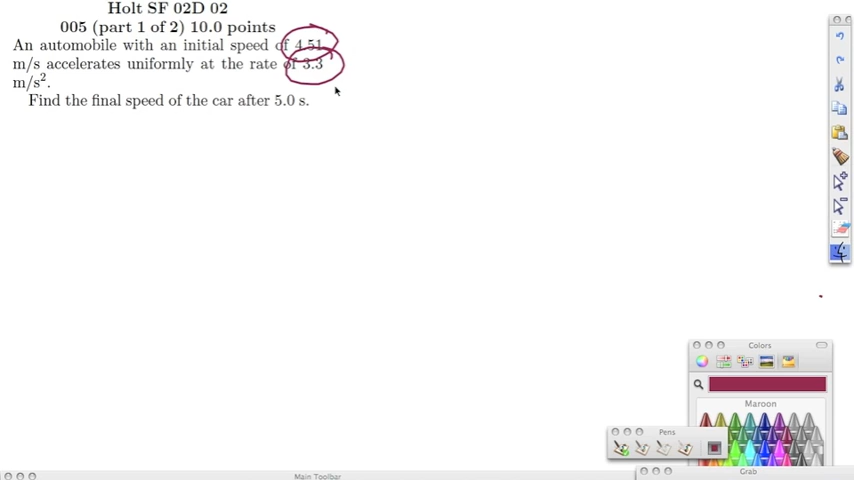 Holt SF 02D 02
005 (part 1 of 2) 10.0 points
An automobile with an initial speed of 4.51
m/s accelerates uniformly at the rate of 3.3
m/s².
Find the final speed of the car after 5.0 s.
Colors
Maroon
Pens
Grab
Main Toolbar